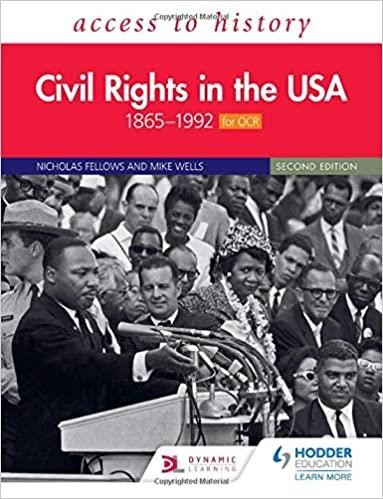 access to history
Civil Rights in the USA
1865–1992 for OCR
NICHOLAS FELLOWS AND MIKE WELLS SECOND EDITION
DL DYNAMIC
LEARNING
HODDER
EDUCATION
LEARN MORE